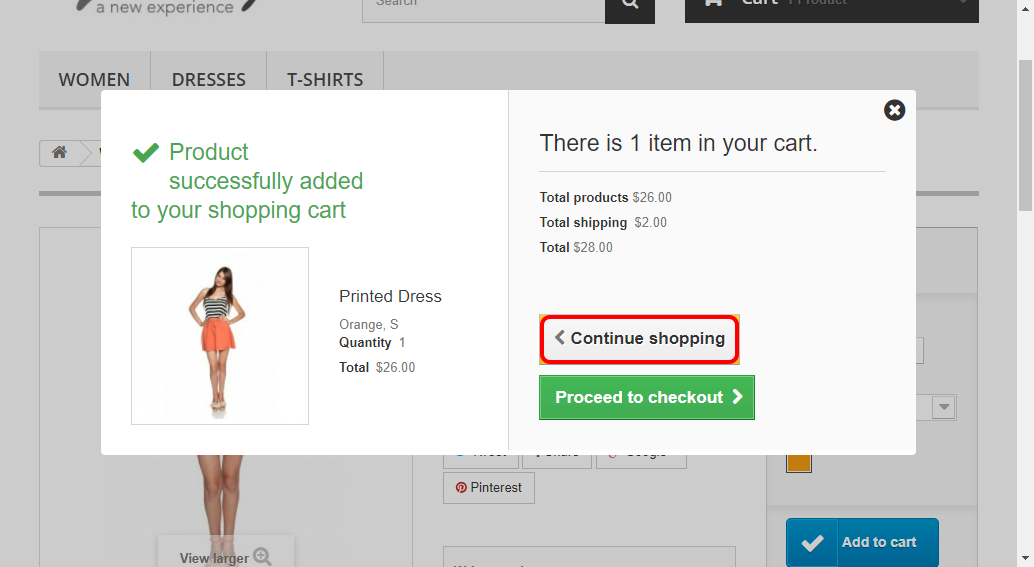 a new experience
Search
Cart 1 Product
WOMEN
DRESSES
T-SHIRTS
Product
successfully added
to your shopping cart
Printed Dress
Orange, S
Quantity 1
Total $26.00
There is 1 item in your cart.
Total products $26.00
Total shipping $2.00
Total $28.00
Continue shopping
Proceed to checkout
Tweet
Share
Google+
Pinterest
View larger
Add to cart